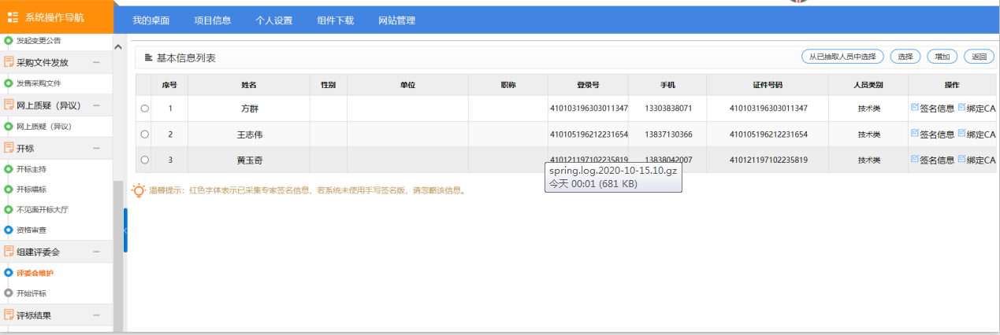 系统操作导航
我的桌面 项目信息 个人设置 组件下载 网站管理
发起变更公告
采购文件发放
发售采购文件
网上质疑（异议）
网上质疑（异议）
开标
开标主持
开标唱标
不见面开标大厅
资格审查
组建评委会
评委会维护
开始评标
评标结果
基本信息列表
从已抽取人员中选择 选择 增加 返回
序号 姓名 性别 单位 职称 登录号 手机 证件号码 人员类别 操作
1 方群 410103196303011347 13303838071 410103196303011347 技术类 签名信息 绑定CA
2 王志伟 410105196212231654 13837130366 410105196212231654 技术类 签名信息 绑定CA
3 黄玉奇 410121197102235819 13838042007 410121197102235819 技术类 签名信息 绑定CA
spring.log.2020-10-15.10.gz
今天 00:01 (681 KB)
温馨提示：红色字体表示已采集专家签名信息，若系统未使用手写签名版，请忽略该信息。